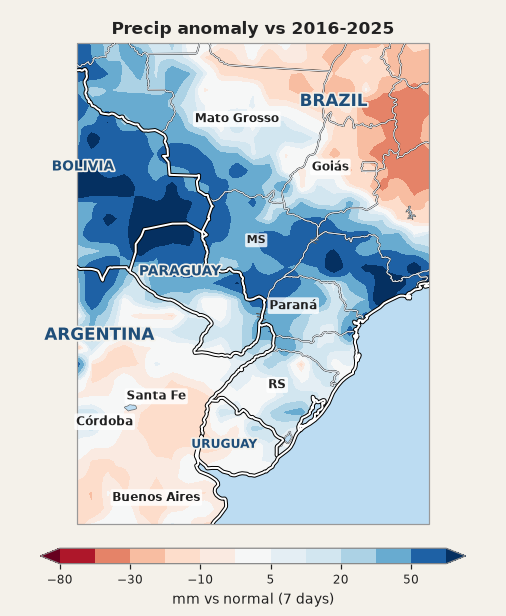 Precip anomaly vs 2016-2025
BRAZIL
Mato Grosso
BOLIVIA
Goiás
MS
PARAGUAY
Paraná
ARGENTINA
RS
Santa Fe
Córdoba
URUGUAY
Buenos Aires
−80 −30 −10 5 20 50
mm vs normal (7 days)